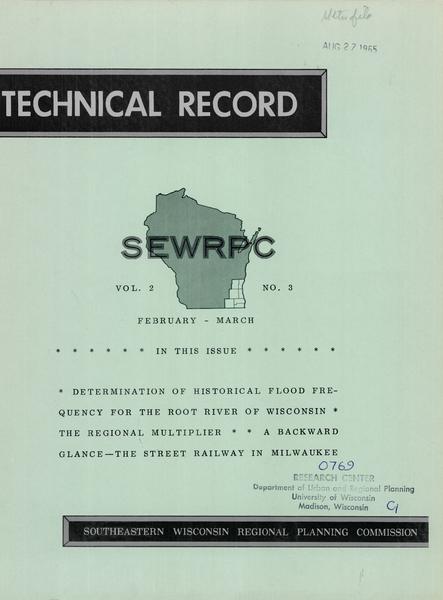 AUG 27 1965
TECHNICAL RECORD
SEWRPC
VOL. 2 NO. 3
FEBRUARY - MARCH
* * * * * * IN THIS ISSUE * * * * * *
* DETERMINATION OF HISTORICAL FLOOD FRE-
QUENCY FOR THE ROOT RIVER OF WISCONSIN *
THE REGIONAL MULTIPLIER * * A BACKWARD
GLANCE—THE STREET RAILWAY IN MILWAUKEE
0769
RESEARCH CENTER
Department of Urban and Regional Planning
University of Wisconsin
Madison, Wisconsin C1
SOUTHEASTERN WISCONSIN REGIONAL PLANNING COMMISSION